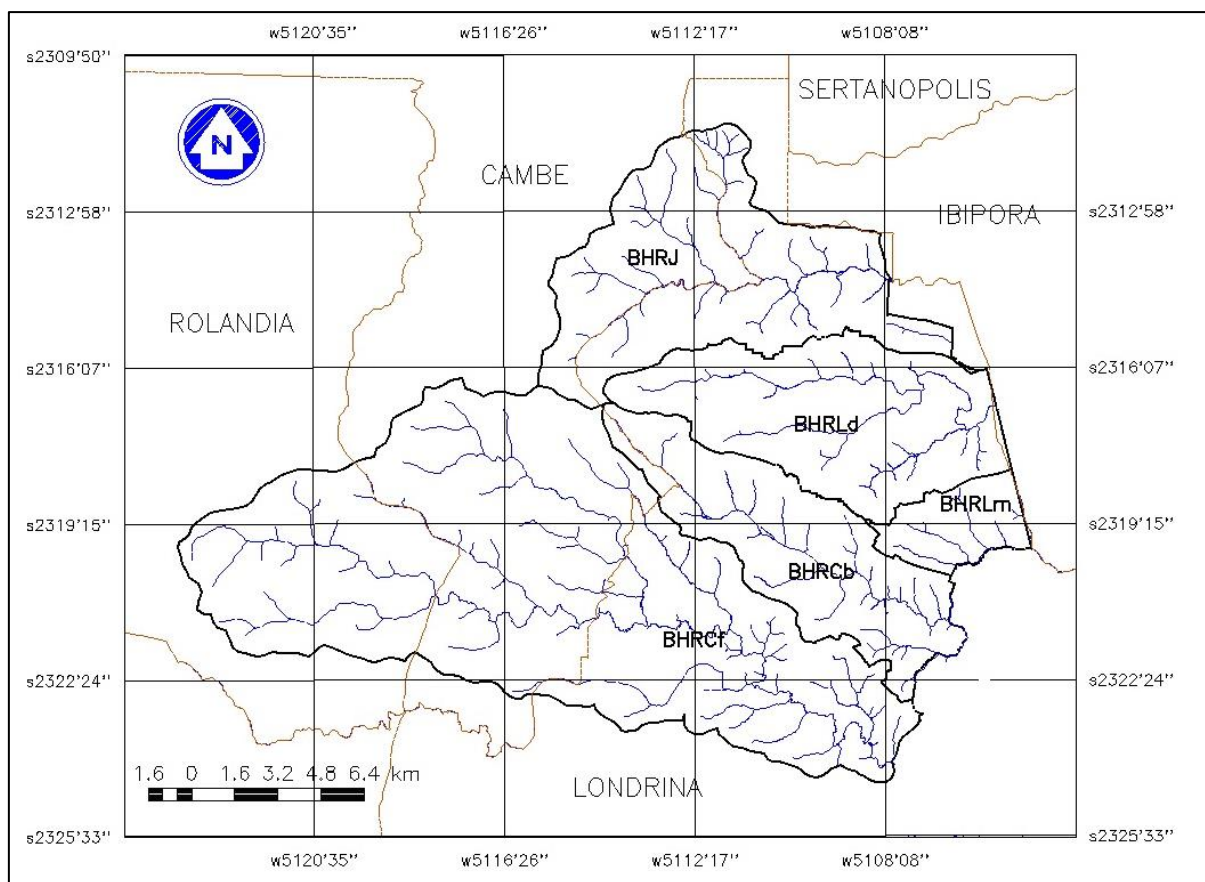 w5120'35'' w5116'26'' w5112'17'' w5108'08''
s2309'50''
SERTANOPOLIS
N
CAMBE
s2312'58'' s2312'58''
IBIPORA
BHRJ
ROLANDIA
s2316'07'' s2316'07''
BHRLd
BHRLm
s2319'15'' s2319'15''
BHRCb
BHRCf
s2322'24'' s2322'24''
1.6 0 1.6 3.2 4.8 6.4 km
LONDRINA
s2325'33'' s2325'33''
w5120'35'' w5116'26'' w5112'17'' w5108'08''